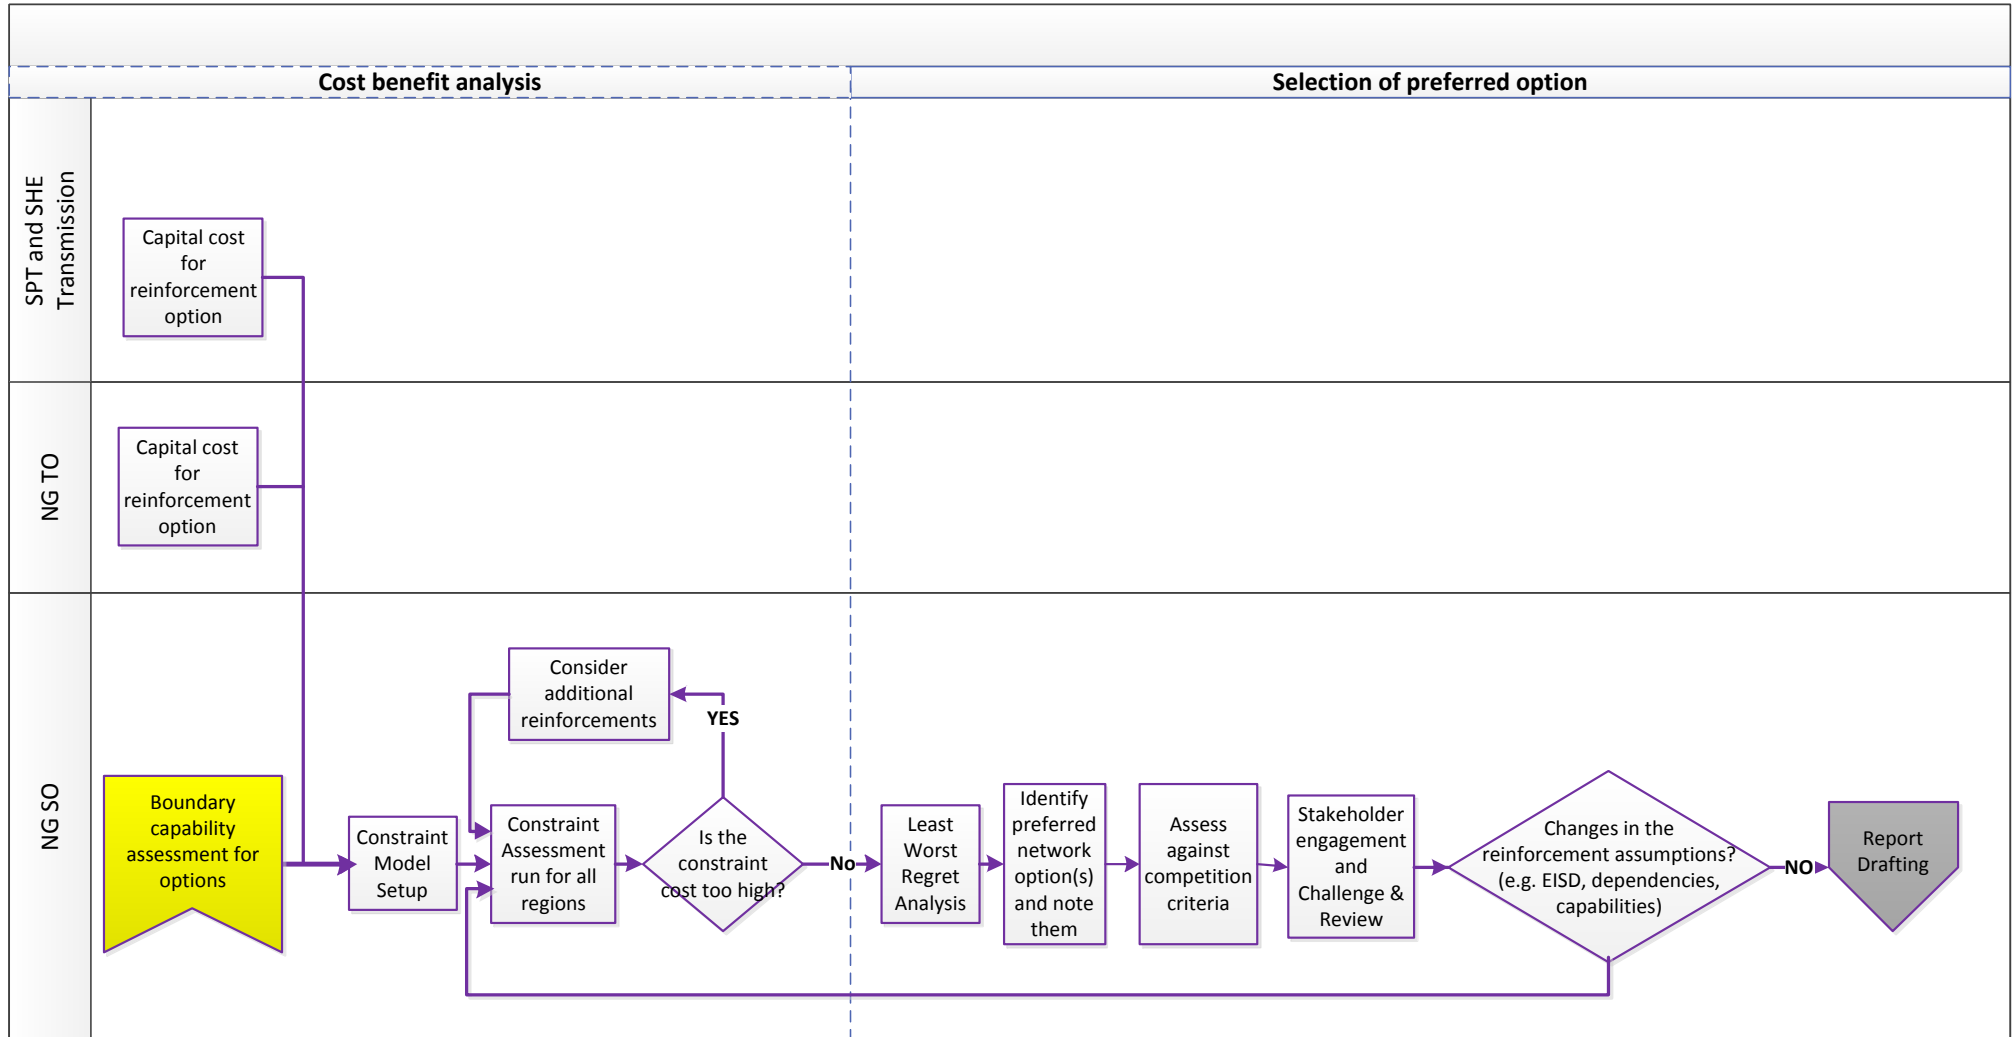 Cost benefit analysis
Selection of preferred option
SPT and SHE
Transmission
Capital cost
for
reinforcement
option
NG TO
Capital cost
for
reinforcement
option
NG SO
Boundary
capability
assessment for
options
Constraint
Model
Setup
Consider
additional
reinforcements
YES
Constraint
Assessment
run for all
regions
Is the
constraint
cost too high?
No
Least
Worst
Regret
Analysis
Identify
preferred
network
option(s)
and note
them
Assess
against
competition
criteria
Stakeholder
engagement
and
Challenge &
Review
Changes in the
reinforcement assumptions?
(e.g. EISD, dependencies,
capabilities)
NO
Report
Drafting